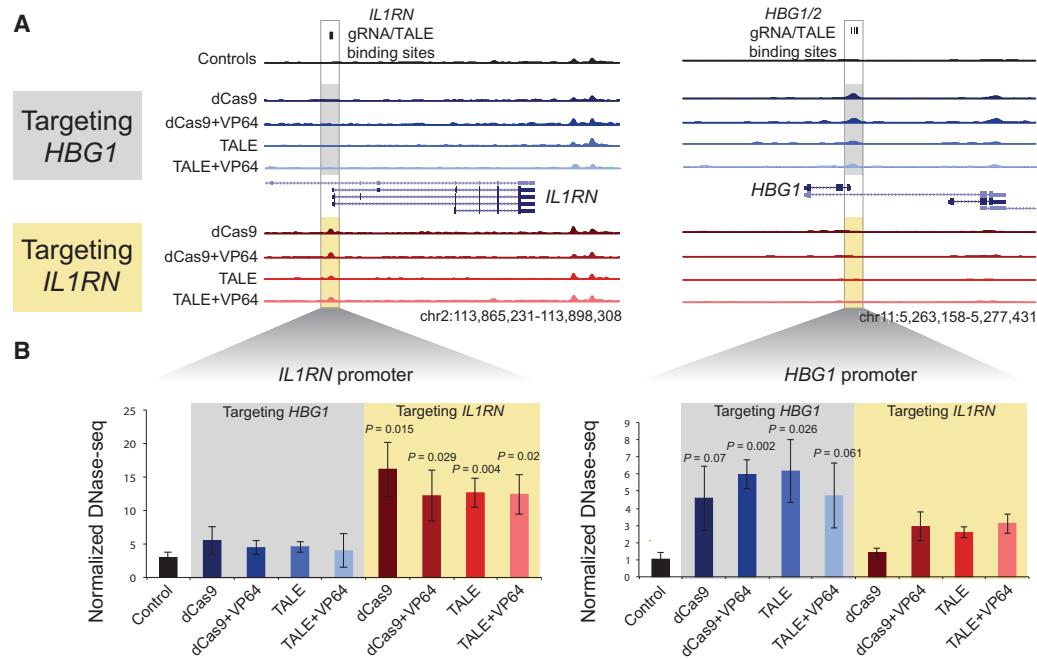 A
IL1RN
gRNA/TALE
binding sites
HBG1/2
gRNA/TALE
binding sites
Controls
Targeting
HBG1
dCas9
dCas9+VP64
TALE
TALE+VP64
IL1RN
HBG1
Targeting
IL1RN
dCas9
dCas9+VP64
TALE
TALE+VP64
chr2:113,865,231-113,898,308
chr11:5,263,158-5,277,431
B
IL1RN promoter
Normalized DNase-seq
25
20
15
10
5
0
Targeting HBG1
Targeting IL1RN
P = 0.015
P = 0.029
P = 0.004
P = 0.02
Control
dCas9
dCas9+VP64
TALE
TALE+VP64
dCas9
dCas9+VP64
TALE
TALE+VP64
HBG1 promoter
Normalized DNase-seq
9
8
7
6
5
4
3
2
1
0
Targeting HBG1
Targeting IL1RN
P = 0.07
P = 0.002
P = 0.026
P = 0.061
Control
dCas9
dCas9+VP64
TALE
TALE+VP64
dCas9
dCas9+VP64
TALE
TALE+VP64